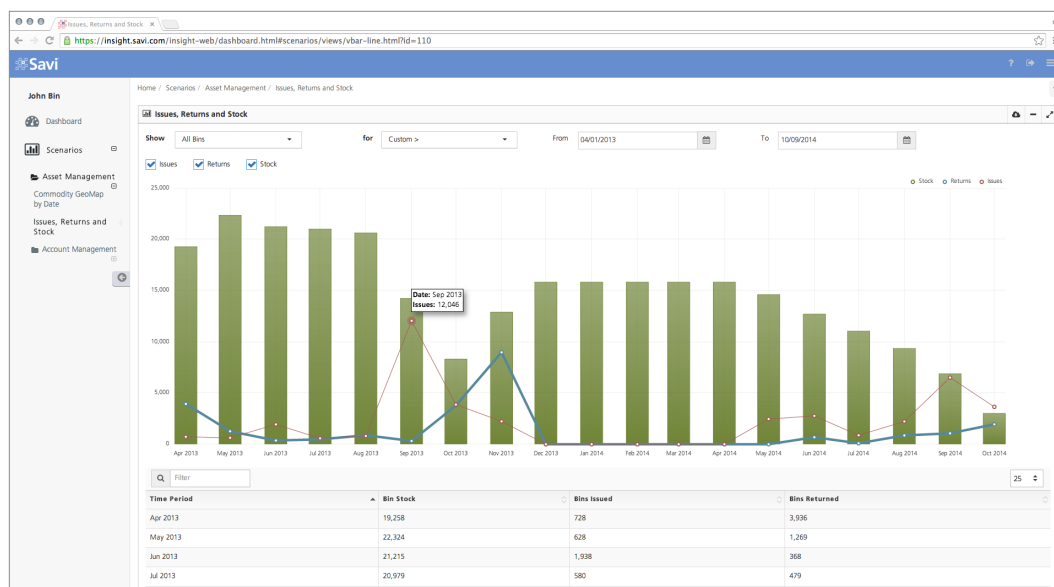 Issues, Returns and Stock
https://insight.savi.com/insight-web/dashboard.html#scenarios/views/vbar-line.html?id=110
Savi
?
John Bin
Dashboard
Scenarios
Asset Management
Commodity GeoMap
by Date
Issues, Returns and
Stock
Account Management
Home / Scenarios / Asset Management / Issues, Returns and Stock
Issues, Returns and Stock
Show All Bins for Custom > From 04/01/2013 To 10/09/2014
Issues Returns Stock
Stock Returns Issues
25,000
20,000
15,000
10,000
5,000
0
Date: Sep 2013
Issues: 12,046
Apr 2013 May 2013 Jun 2013 Jul 2013 Aug 2013 Sep 2013 Oct 2013 Nov 2013 Dec 2013 Jan 2014 Feb 2014 Mar 2014 Apr 2014 May 2014 Jun 2014 Jul 2014 Aug 2014 Sep 2014 Oct 2014
Filter 25
Time Period Bin Stock Bins Issued Bins Returned
Apr 2013 19,258 728 3,936
May 2013 22,324 628 1,269
Jun 2013 21,215 1,938 368
Jul 2013 20,979 580 479